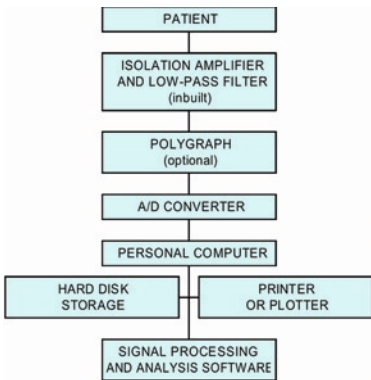 PATIENT
ISOLATION AMPLIFIER
AND LOW-PASS FILTER
(inbuilt)
POLYGRAPH
(optional)
A/D CONVERTER
PERSONAL COMPUTER
HARD DISK
STORAGE
PRINTER
OR PLOTTER
SIGNAL PROCESSING
AND ANALYSIS SOFTWARE